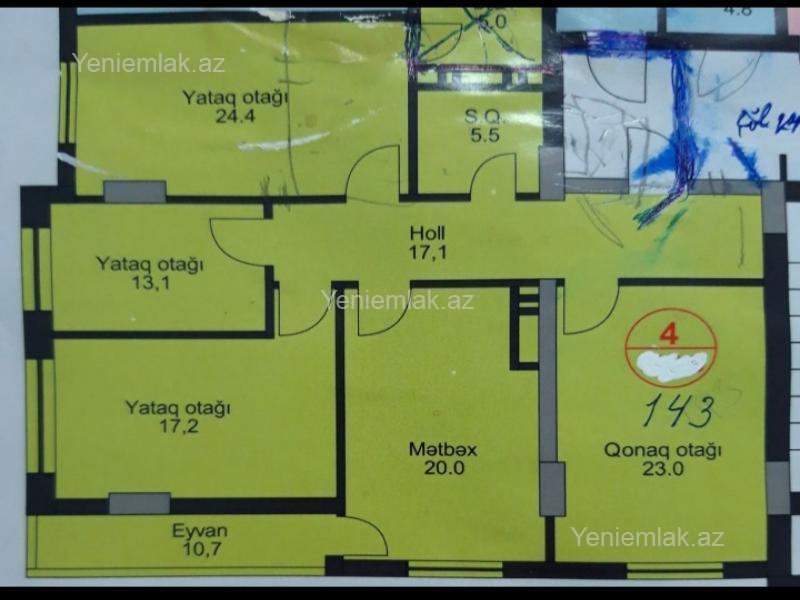 5.0
4.8
Yeniemlak.az
Yataq otağı
24.4
S.Q.
5.5
Holl
17,1
Yataq otağı
13,1
Yeniemlak.az
4
143
Yataq otağı
17,2
Mətbəx
20.0
Qonaq otağı
23.0
Eyvan
10,7
Yeniemlak.az